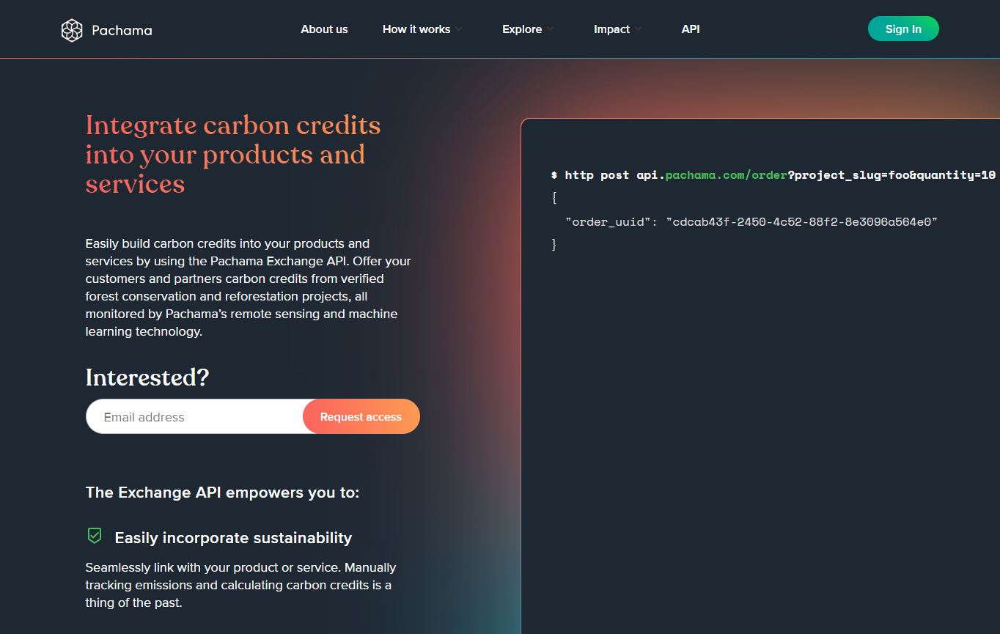 Pachama
About us
How it works
Explore
Impact
API
Sign In
Integrate carbon credits
into your products and
services
Easily build carbon credits into your products and
services by using the Pachama Exchange API. Offer your
customers and partners carbon credits from verified
forest conservation and reforestation projects, all
monitored by Pachama’s remote sensing and machine
learning technology.
Interested?
Email address
Request access
The Exchange API empowers you to:
Easily incorporate sustainability
Seamlessly link with your product or service. Manually
tracking emissions and calculating carbon credits is a
thing of the past.
$ http post api.pachama.com/order?project_slug=foo&quantity=10
{
"order_uuid": "cdcab43f-2450-4c52-88f2-8e3096a564e0"
}